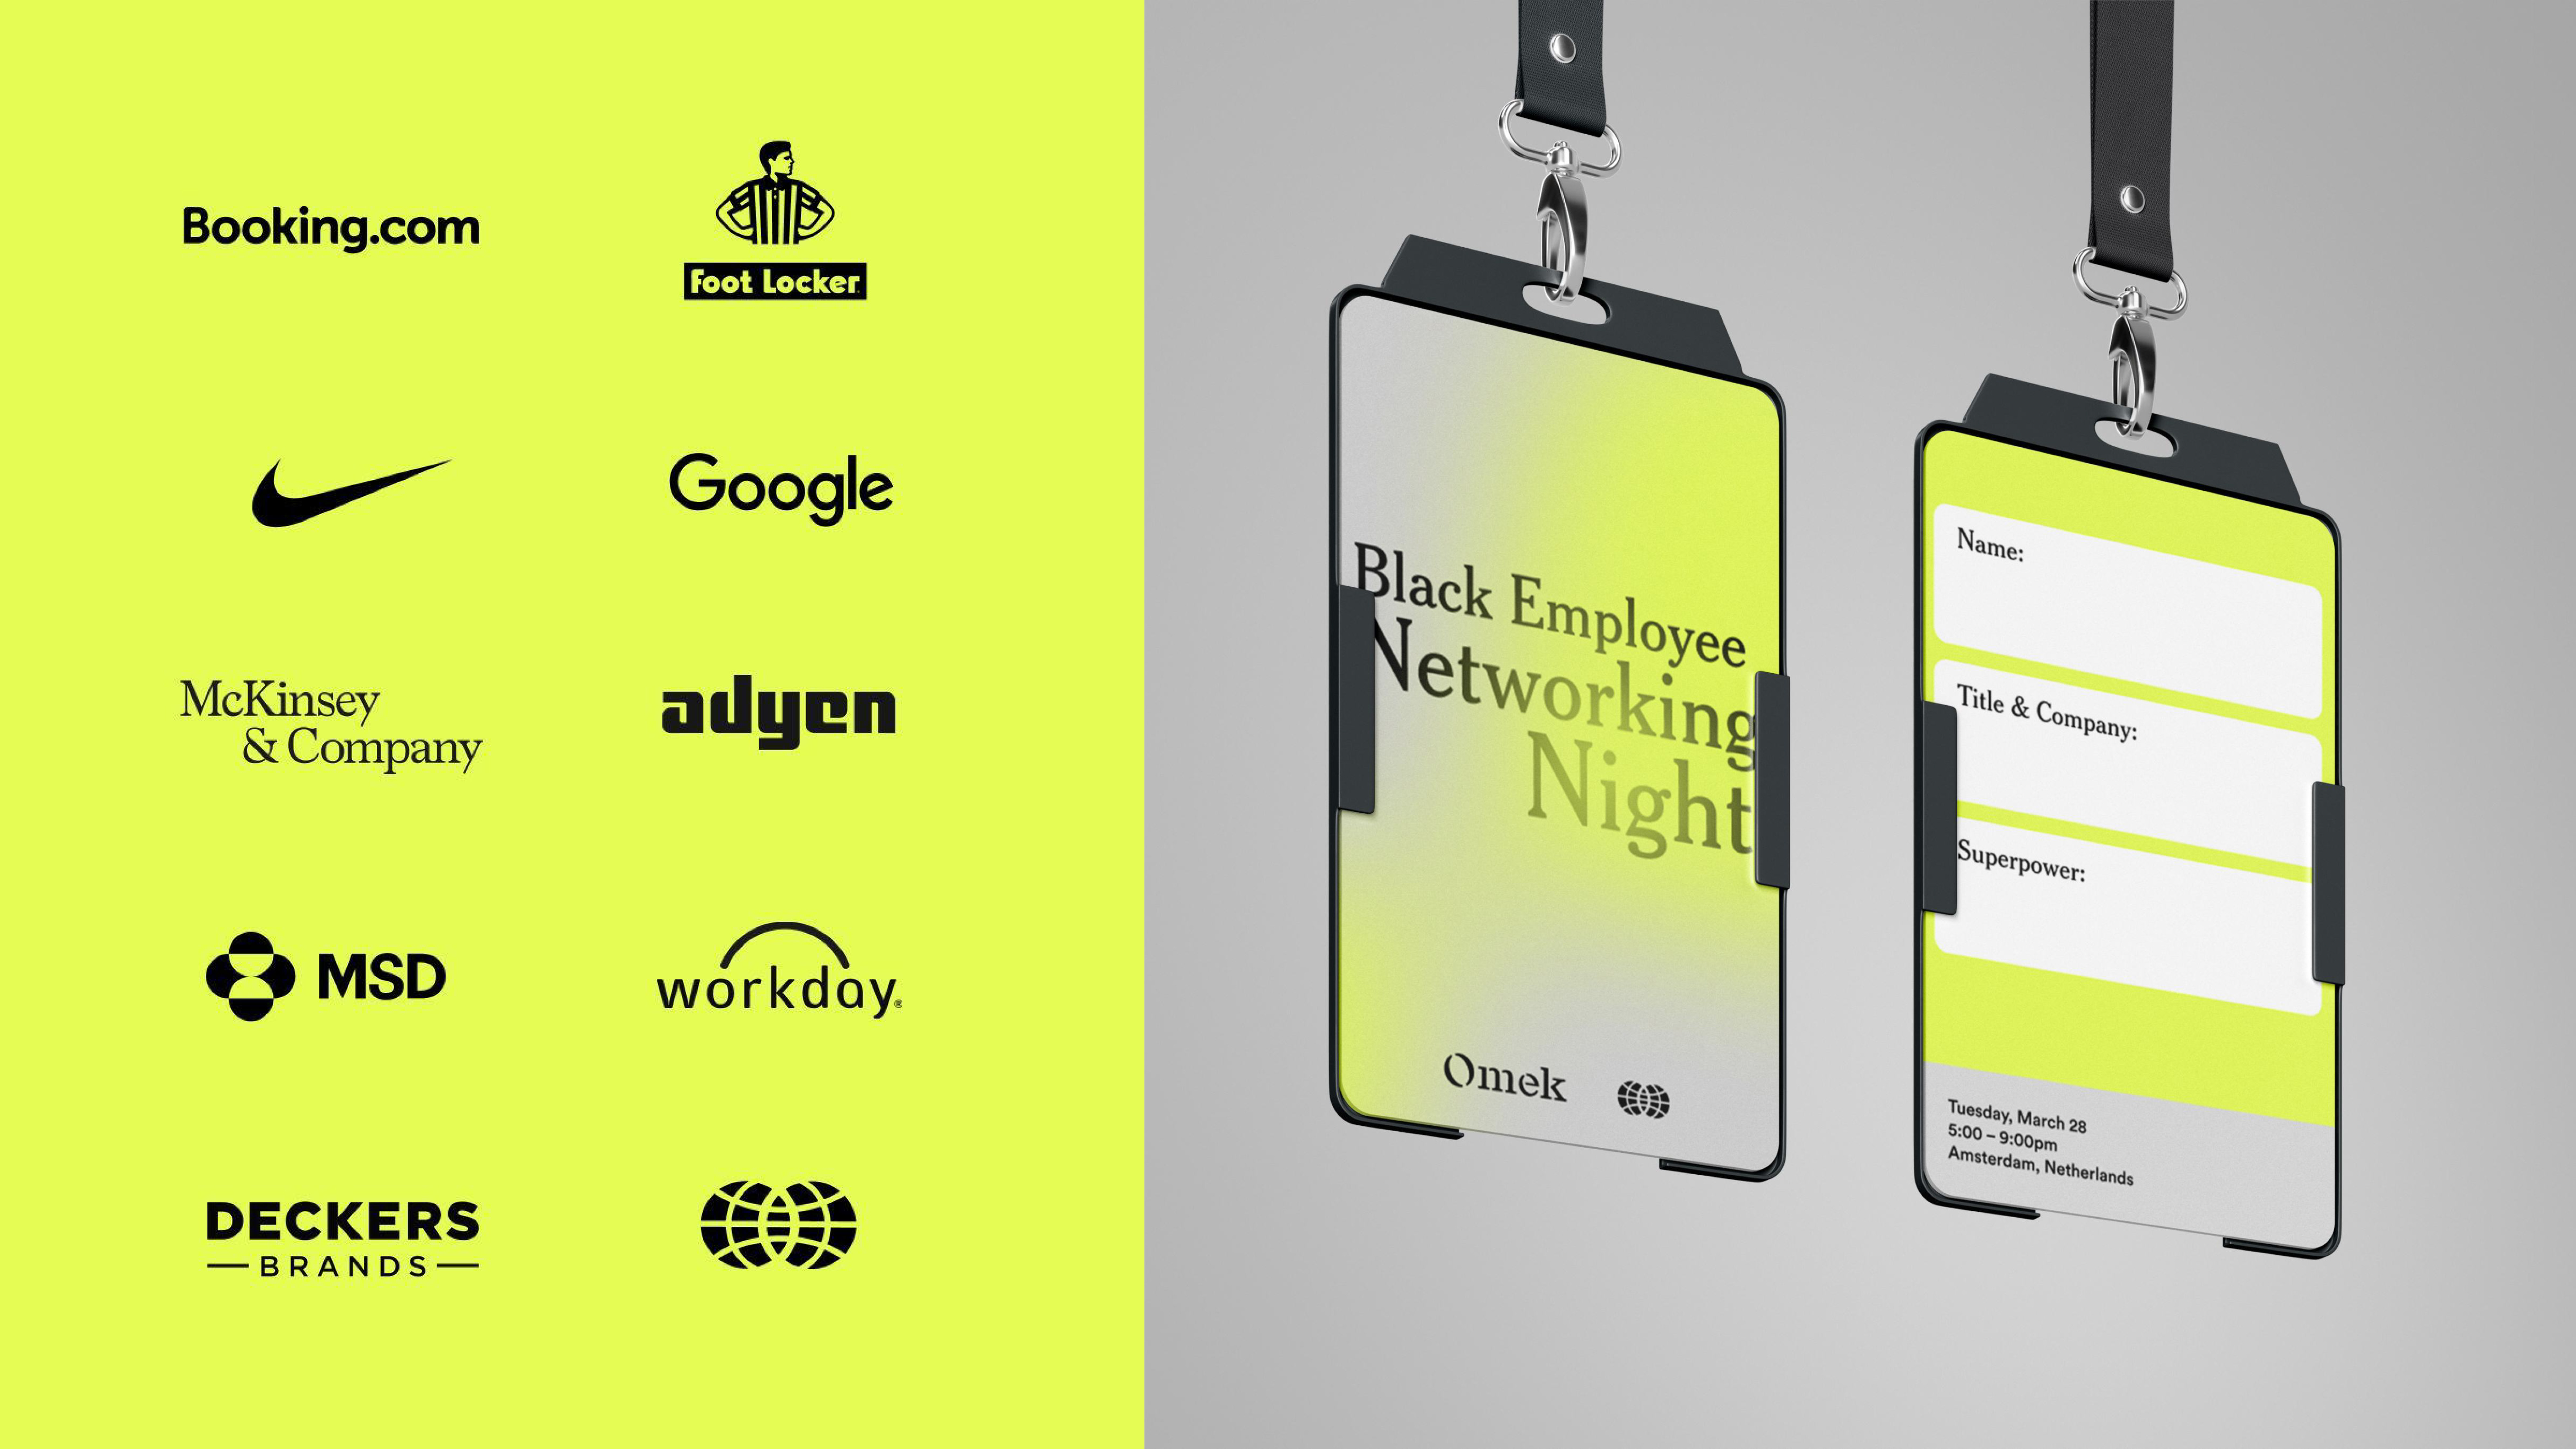 Booking.com
Foot Locker
Google
McKinsey
& Company
adyen
MSD
workday®
DECKERS
BRANDS
Black Employee
Networking
Night
Omek
Name:
Title & Company:
Superpower:
Tuesday, March 28
5:00 – 9:00pm
Amsterdam, Netherlands